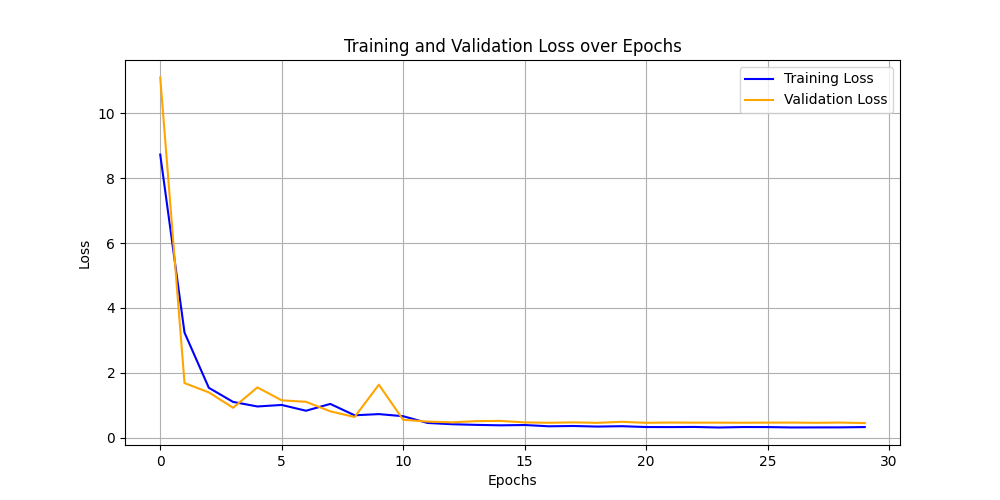 Training and Validation Loss over Epochs
Training Loss
Validation Loss
Loss
10
8
6
4
2
0
0 5 10 15 20 25 30
Epochs